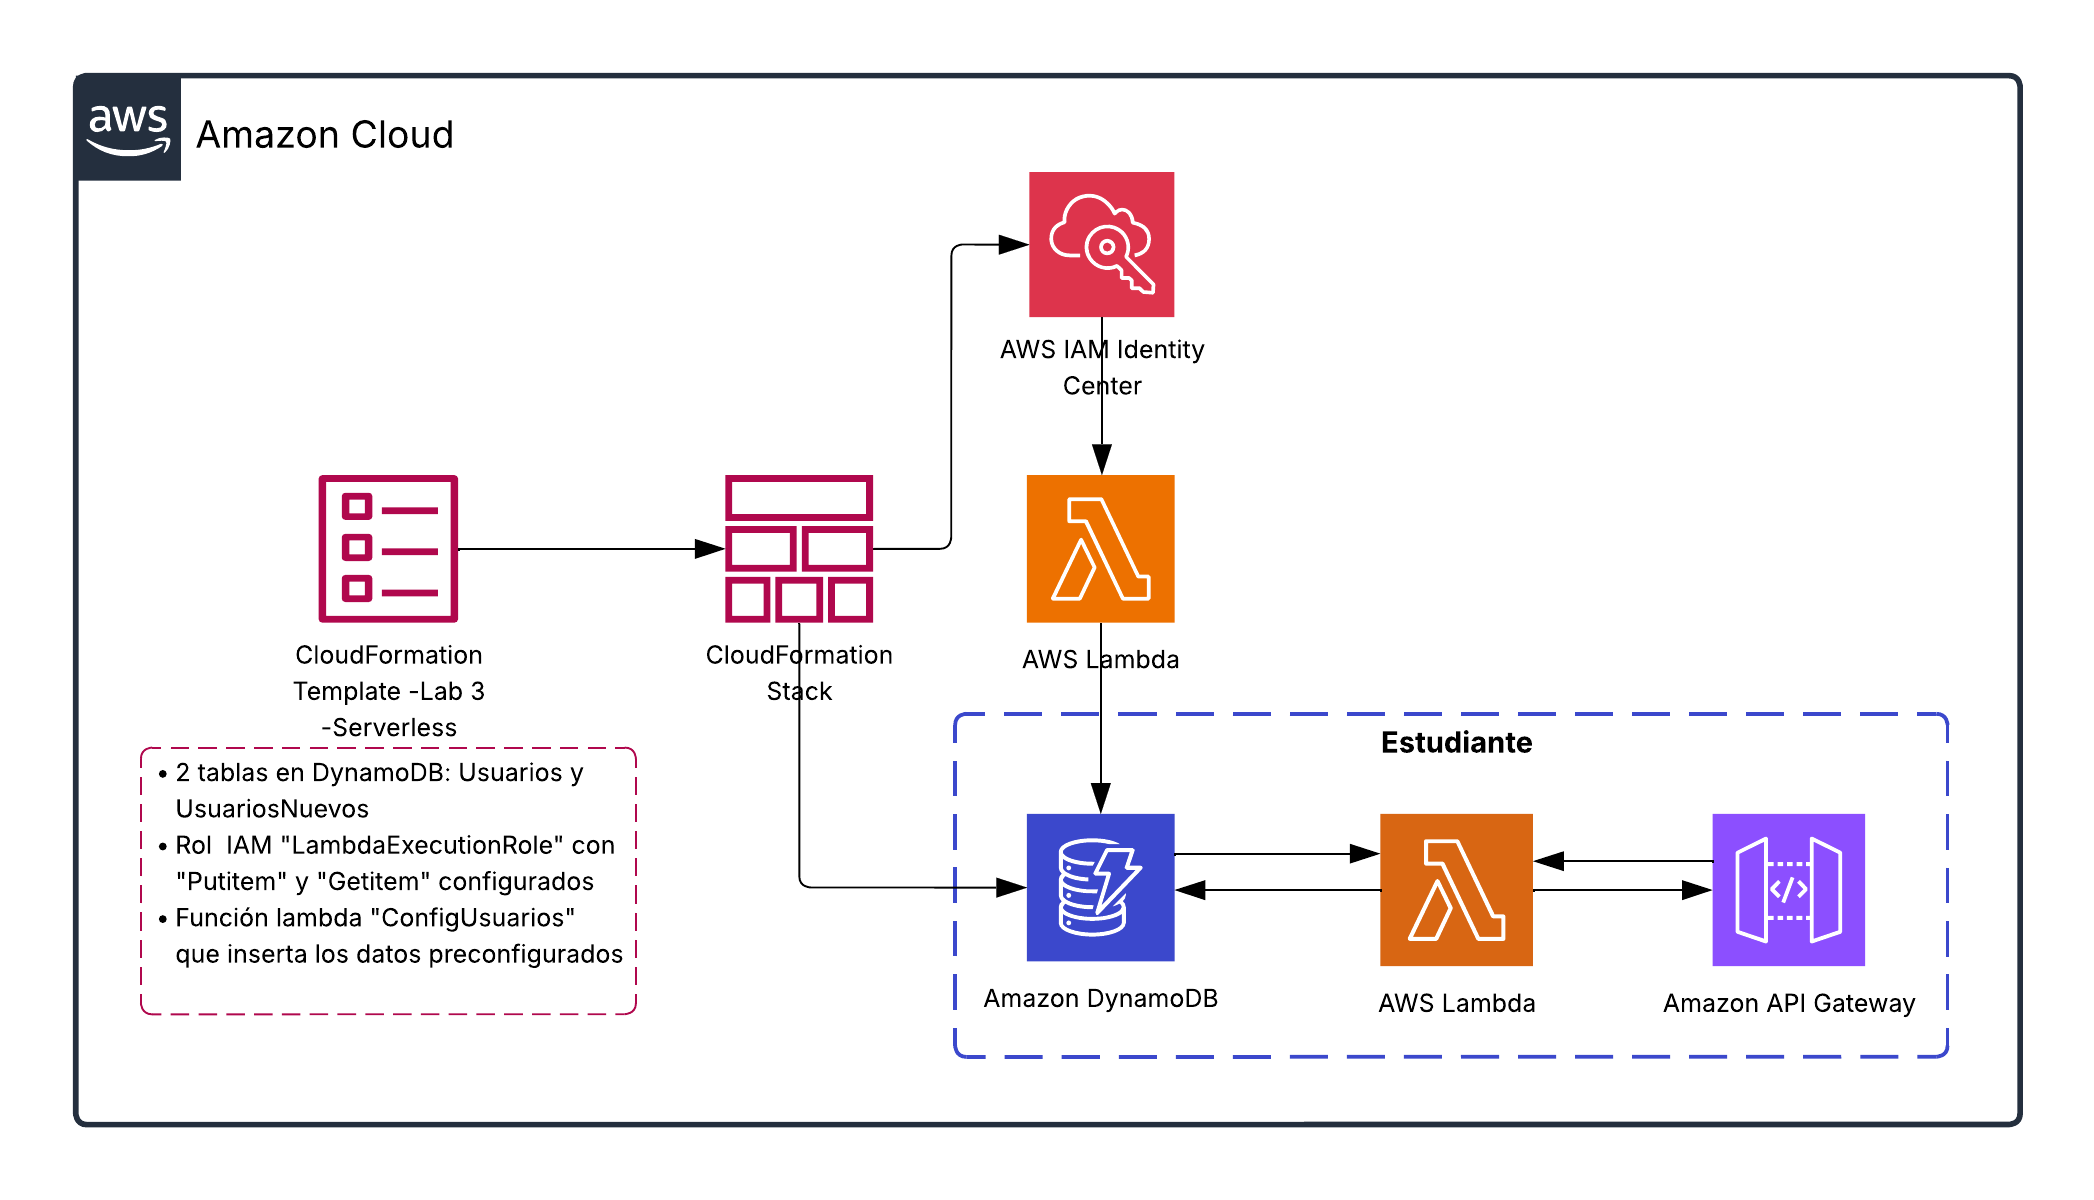 aws
Amazon Cloud
AWS IAM Identity
Center
CloudFormation
Template -Lab 3
-Serverless
CloudFormation
Stack
AWS Lambda
• 2 tablas en DynamoDB: Usuarios y
UsuariosNuevos
• Rol  IAM "LambdaExecutionRole" con
"Putitem" y "Getitem" configurados
• Función lambda "ConfigUsuarios"
que inserta los datos preconfigurados
Estudiante
Amazon DynamoDB
AWS Lambda
Amazon API Gateway